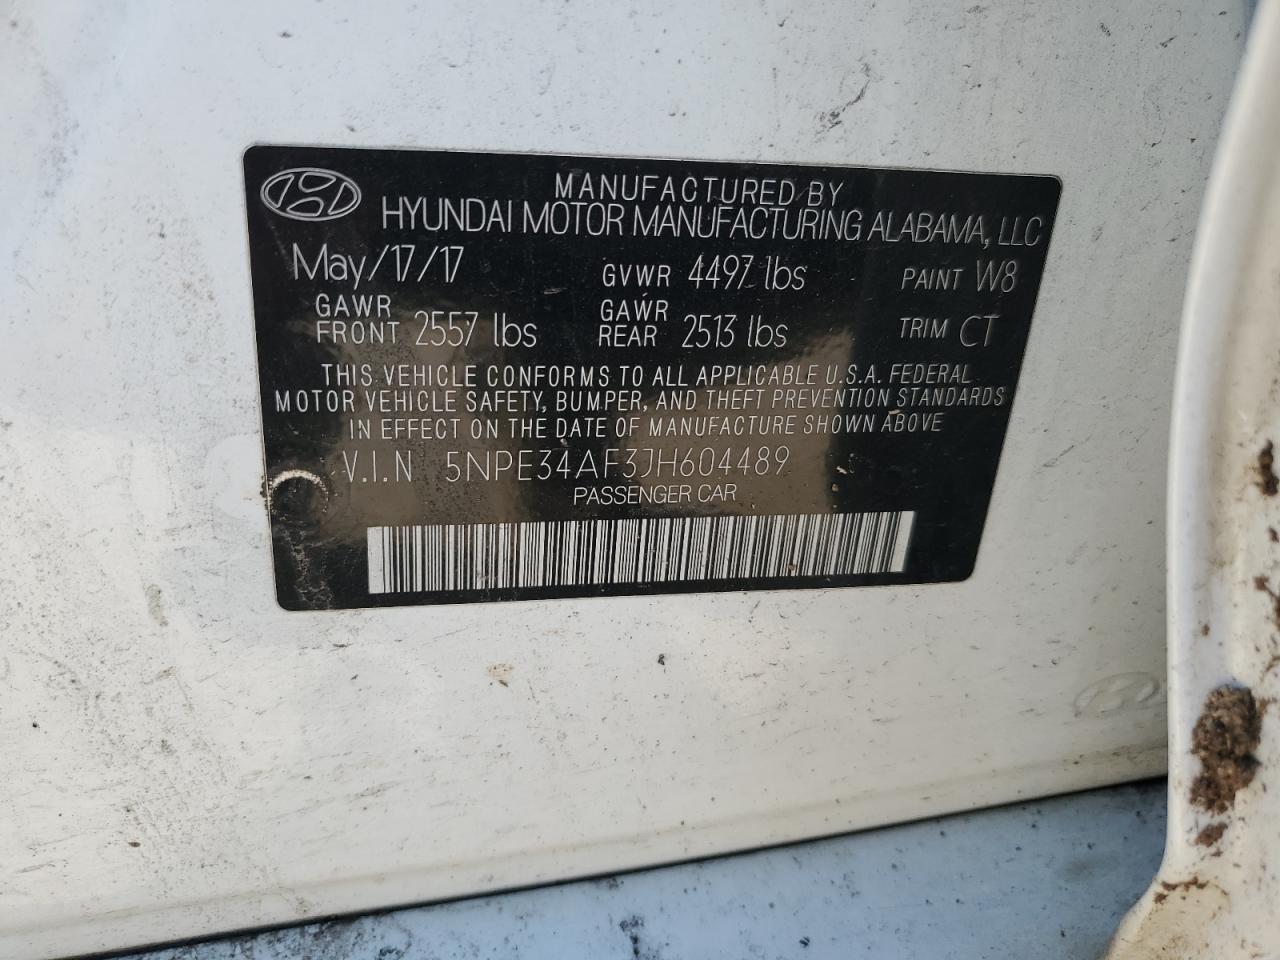 MANUFACTURED BY
HYUNDAI MOTOR MANUFACTURING ALABAMA, LLC
May/17/17 GVWR 4497 lbs PAINT W8
GAWR FRONT 2557 lbs GAWR REAR 2513 lbs TRIM CT
THIS VEHICLE CONFORMS TO ALL APPLICABLE U.S.A. FEDERAL
MOTOR VEHICLE SAFETY, BUMPER, AND THEFT PREVENTION STANDARDS
IN EFFECT ON THE DATE OF MANUFACTURE SHOWN ABOVE
V.I.N 5NPE34AF3JH604489
PASSENGER CAR